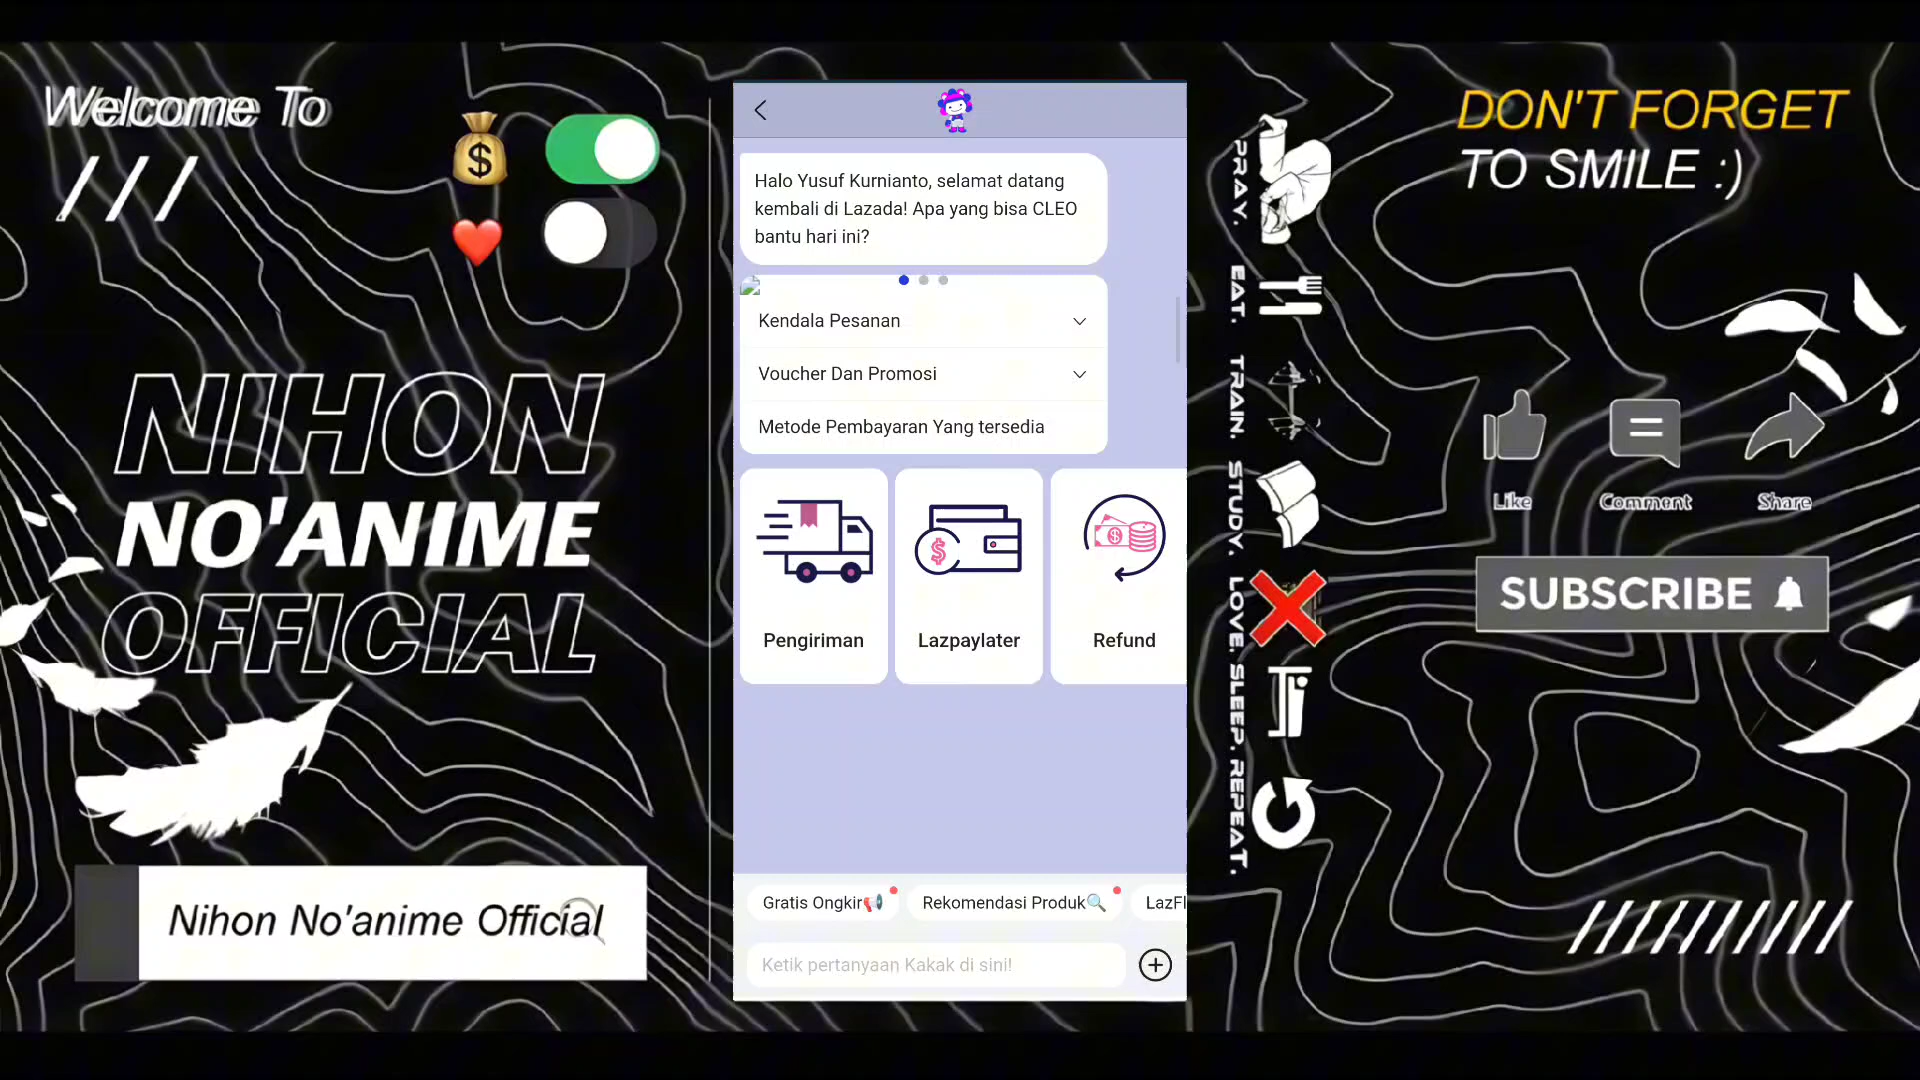 Welcome To
NIHON
NO'ANIME
OFFICIAL
Nihon No'anime Official
Halo Yusuf Kurnianto, selamat datang
kembali di Lazada! Apa yang bisa CLEO
bantu hari ini?
Kendala Pesanan
Voucher Dan Promosi
Metode Pembayaran Yang tersedia
Pengiriman
Lazpaylater
Refund
Gratis Ongkir📢
Rekomendasi Produk🔍
LazFl
Ketik pertanyaan Kakak di sini!
PRAY.
EAT.
TRAIN.
STUDY.
LOVE.
SLEEP.
REPEAT.
DON'T FORGET
TO SMILE :)
Like
Comment
Share
SUBSCRIBE